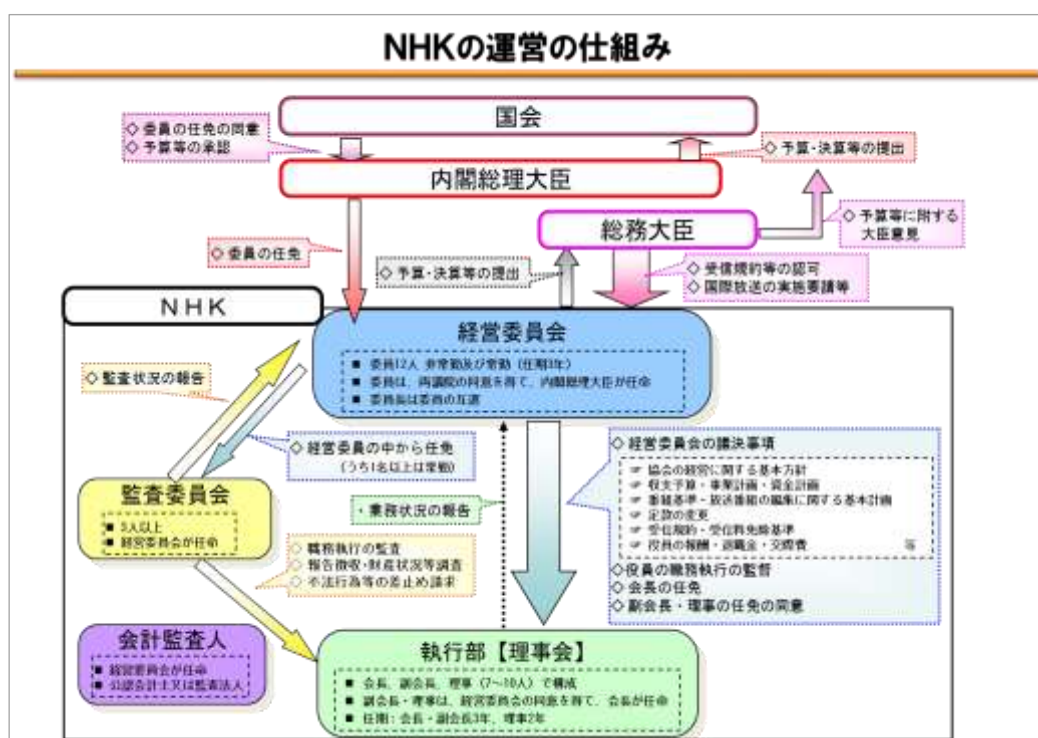 NHKの運営の仕組み
国会
◇ 委員の任免の同意
◇ 予算等の承認
◇ 予算・決算等の提出
内閣総理大臣
総務大臣
◇ 予算等に附する
大臣意見
◇ 委員の任免
◇ 予算・決算等の提出
◇ 受信規約等の認可
◇ 国際放送の実施要請等
NHK
経営委員会
■ 委員12人 非常勤及び常勤(任期3年)
■ 委員は、両議院の同意を得て、内閣総理大臣が任命
■ 委員長は委員の互選
◇ 監査状況の報告
◇ 経営委員の中から任免
(うち1名以上は常勤)
◇ 経営委員会の議決事項
☞ 協会の経営に関する基本方針
☞ 収支予算・事業計画・資金計画
☞ 番組基準・放送番組の編集に関する基本計画
☞ 定款の変更
☞ 受信規約・受信料免除基準
☞ 役員の報酬・退職金・交際費 等
◇ 役員の職務執行の監督
◇ 会長の任免
◇ 副会長・理事の任免の同意
監査委員会
■ 3人以上
■ 経営委員会が任命
・業務状況の報告
◇ 職務執行の監査
◇ 報告徴収・財産状況等調査
◇ 不法行為等の差止め請求
会計監査人
■ 経営委員会が任命
■ 公認会計士又は監査法人
執行部【理事会】
■ 会長、副会長、理事(7~10人)で構成
■ 副会長・理事は、経営委員会の同意を得て、会長が任命
■ 任期:会長・副会長3年、理事2年